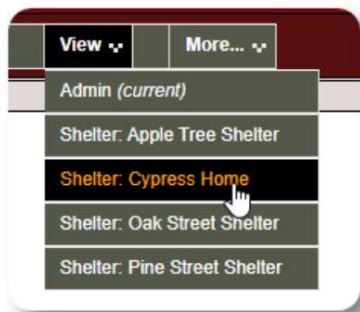 View
More...
Admin (current)
Shelter: Apple Tree Shelter
Shelter: Cypress Home
Shelter: Oak Street Shelter
Shelter: Pine Street Shelter